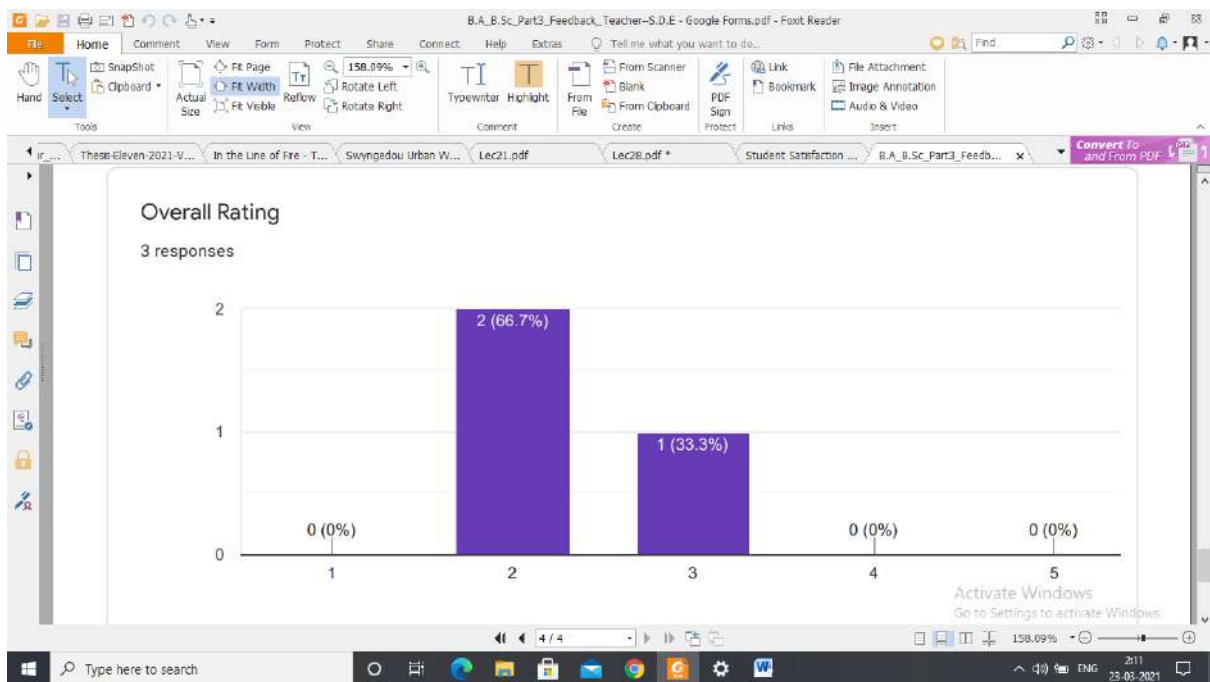 B.A_B.Sc_Part3_Feedback_Teacher--S.D.E - Google Forms.pdf - Foxit Reader
File Home Comment View Form Protect Share Connect Help Extras Tell me what you want to do... Find
Hand
Select
SnapShot
Clipboard
Actual Size
Fit Page
Fit Width
Fit Visible
Reflow
158.09%
Rotate Left
Rotate Right
Typewriter Highlight
From File
From Scanner
Blank
From Clipboard
PDF Sign
Link
Bookmark
File Attachment
Image Annotation
Audio & Video
Tools View Comment Create Protect Links Insert
Thesis-Eleven-2021-V... In the Line of Fire - T... Swyngedou Urban W... Lec21.pdf Lec28.pdf * Student Satisfaction ... B.A_B.Sc_Part3_Feedb... x
Convert To
and From PDF
Overall Rating
3 responses
2
2 (66.7%)
1
1 (33.3%)
0 (0%) 0 (0%) 0 (0%)
0
1 2 3 4 5
Activate Windows
Go to Settings to activate Windows.
4 / 4 158.09%
Type here to search ENG
2:11
23-03-2021